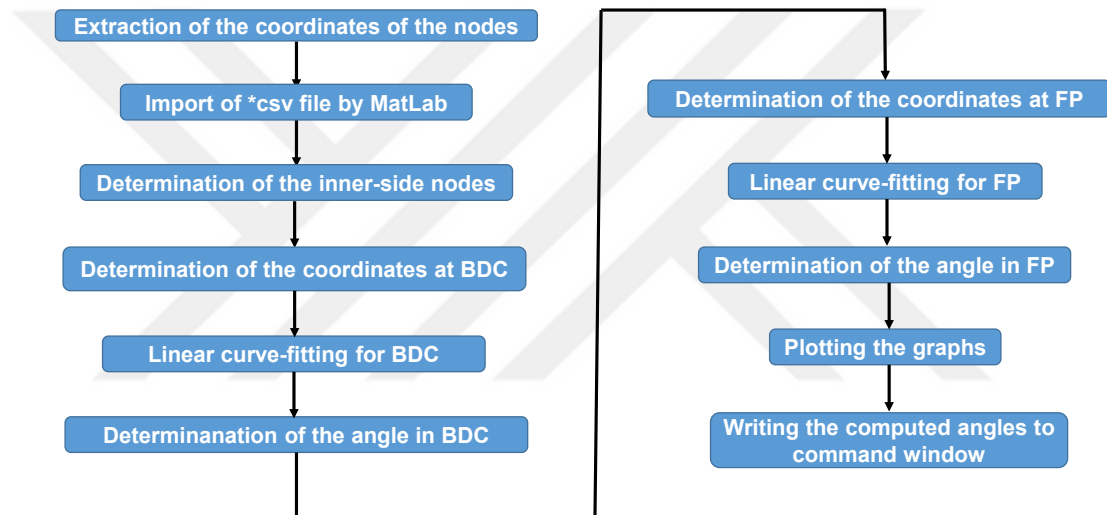 Extraction of the coordinates of the nodes
Import of *csv file by MatLab
Determination of the inner-side nodes
Determination of the coordinates at BDC
Linear curve-fitting for BDC
Determinanation of the angle in BDC
Determination of the coordinates at FP
Linear curve-fitting for FP
Determination of the angle in FP
Plotting the graphs
Writing the computed angles to
command window